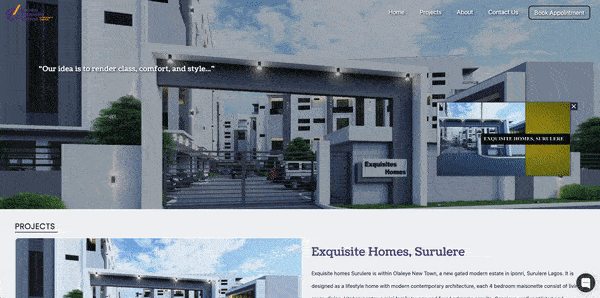 Home Projects About Contact Us Book Appointment
"Our idea is to render class, comfort, and style..."
EXQUISITE HOMES, SURULERE
Exquisites
Homes
PROJECTS
Exquisite Homes, Surulere
Exquisite homes Surulere is within Olaleye New Town, a new gated modern estate in iponri, Surulere Lagos. It is
designed as a lifestyle home with modern contemporary architecture, each 4 bedroom maisonette consist of living